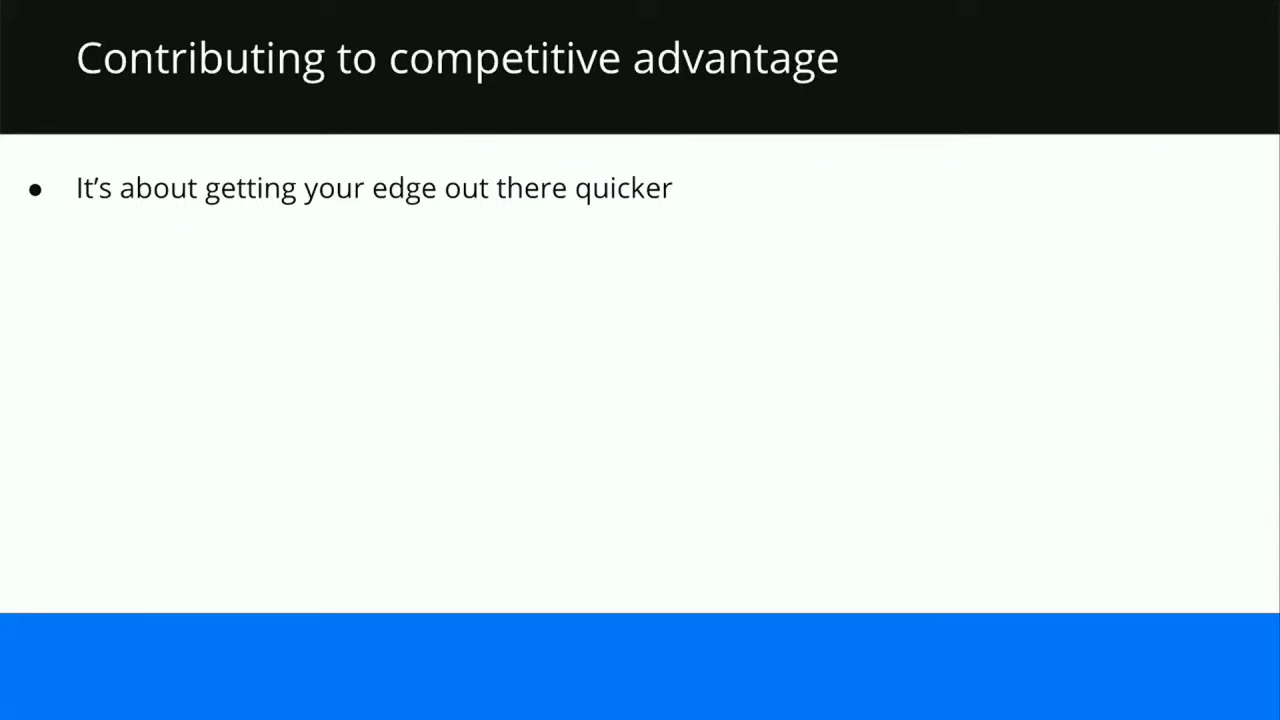 Contributing to competitive advantage
● It’s about getting your edge out there quicker